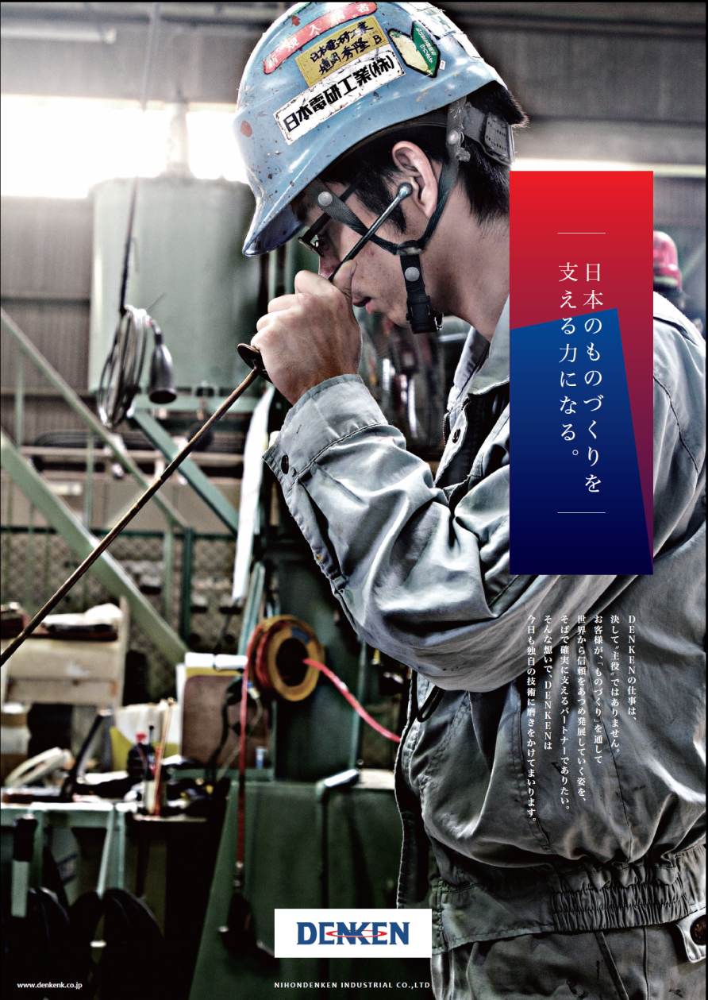 新規入構者
日本電研工業
植岡秀隆 B
日本電研工業(株)
日本のものづくりを
支える力になる。
DENKENの仕事は、
決して〝主役〟ではありません。
お客様が、「ものづくり」を通して
世界から信頼をあつめ発展していく姿を、
そばで確実に支えるパートナーでありたい。
そんな想いで、DENKENは
今日も独自の技術に磨きをかけてまいります。
DENKEN
www.denkenk.co.jp
NIHONDENKEN INDUSTRIAL CO.,LTD